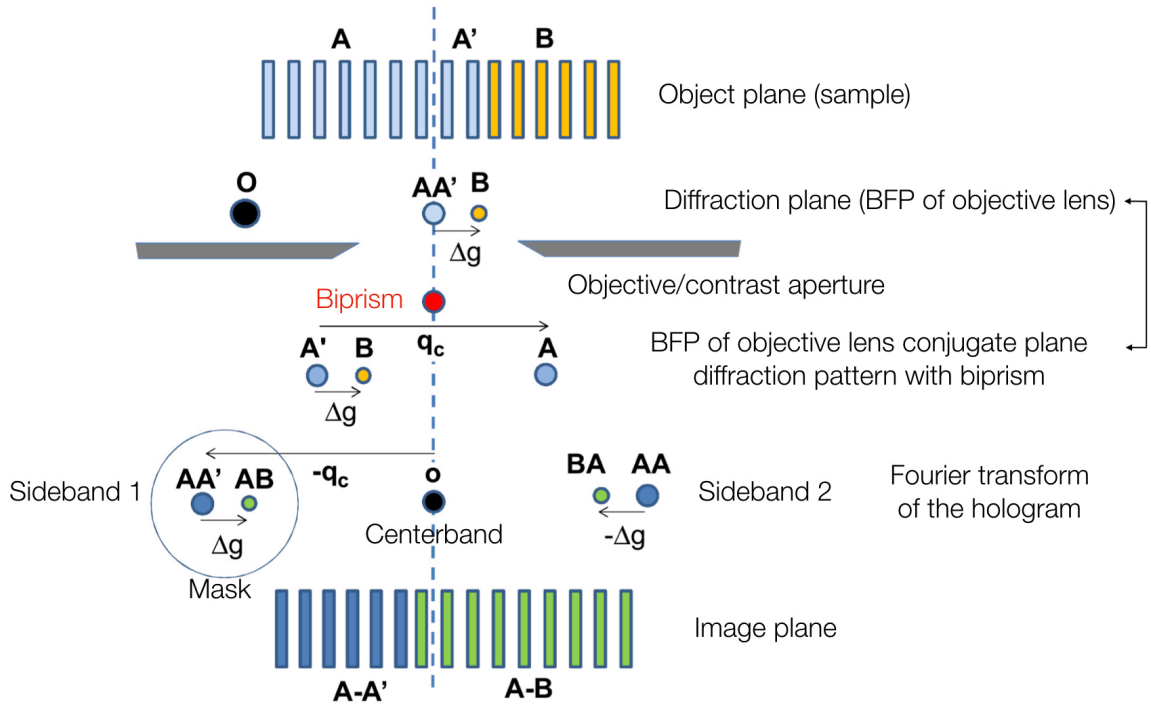 A A’ B
Object plane (sample)
O AA’ B
Diffraction plane (BFP of objective lens)
Δg
Objective/contrast aperture
Biprism
A' B qc A
BFP of objective lens conjugate plane
diffraction pattern with biprism
Δg
Sideband 1
AA’ AB
-qc
o
BA AA
Sideband 2
Fourier transform
of the hologram
Δg
Centerband
-Δg
Mask
Image plane
A-A’ A-B